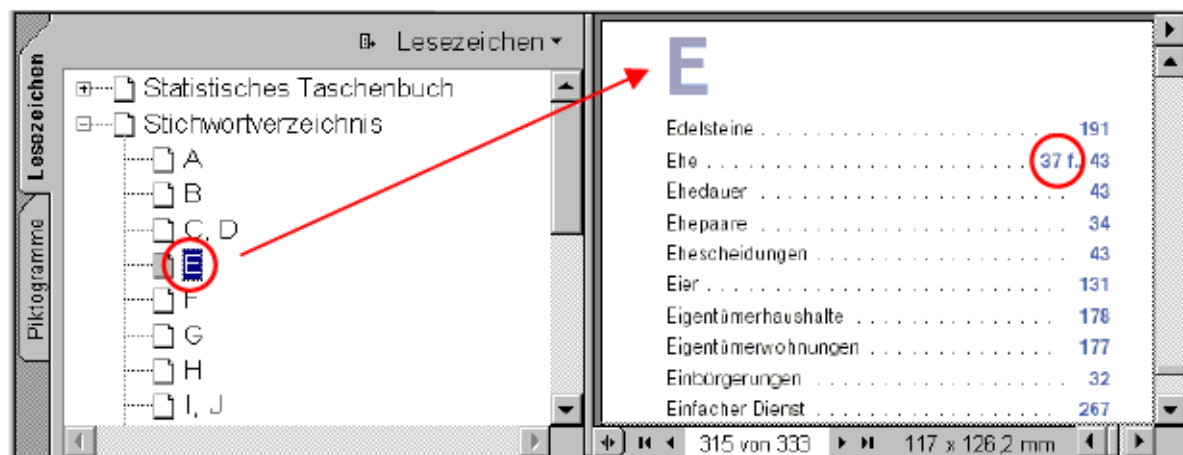 Lesezeichen
Piktogramme
Lesezeichen
Statistisches Taschenbuch
Stichwortverzeichnis
A
B
C, D
E
F
G
H
I, J
E
Edelsteine . . . . . . . . . . . . . . . . . . . . . . . . 191
Ehe . . . . . . . . . . . . . . . . . . . . . . . . . . 37 f., 43
Ehedauer . . . . . . . . . . . . . . . . . . . . . . . . 43
Ehepaare . . . . . . . . . . . . . . . . . . . . . . . . 34
Ehescheidungen . . . . . . . . . . . . . . . . . . . 43
Eier . . . . . . . . . . . . . . . . . . . . . . . . . . . . 131
Eigentümerhaushalte . . . . . . . . . . . . . . . 178
Eigentümerwohnungen . . . . . . . . . . . . . . 177
Einbürgerungen . . . . . . . . . . . . . . . . . . . . 32
Einfacher Dienst . . . . . . . . . . . . . . . . . . . 267
315 von 333 117 x 126,2 mm